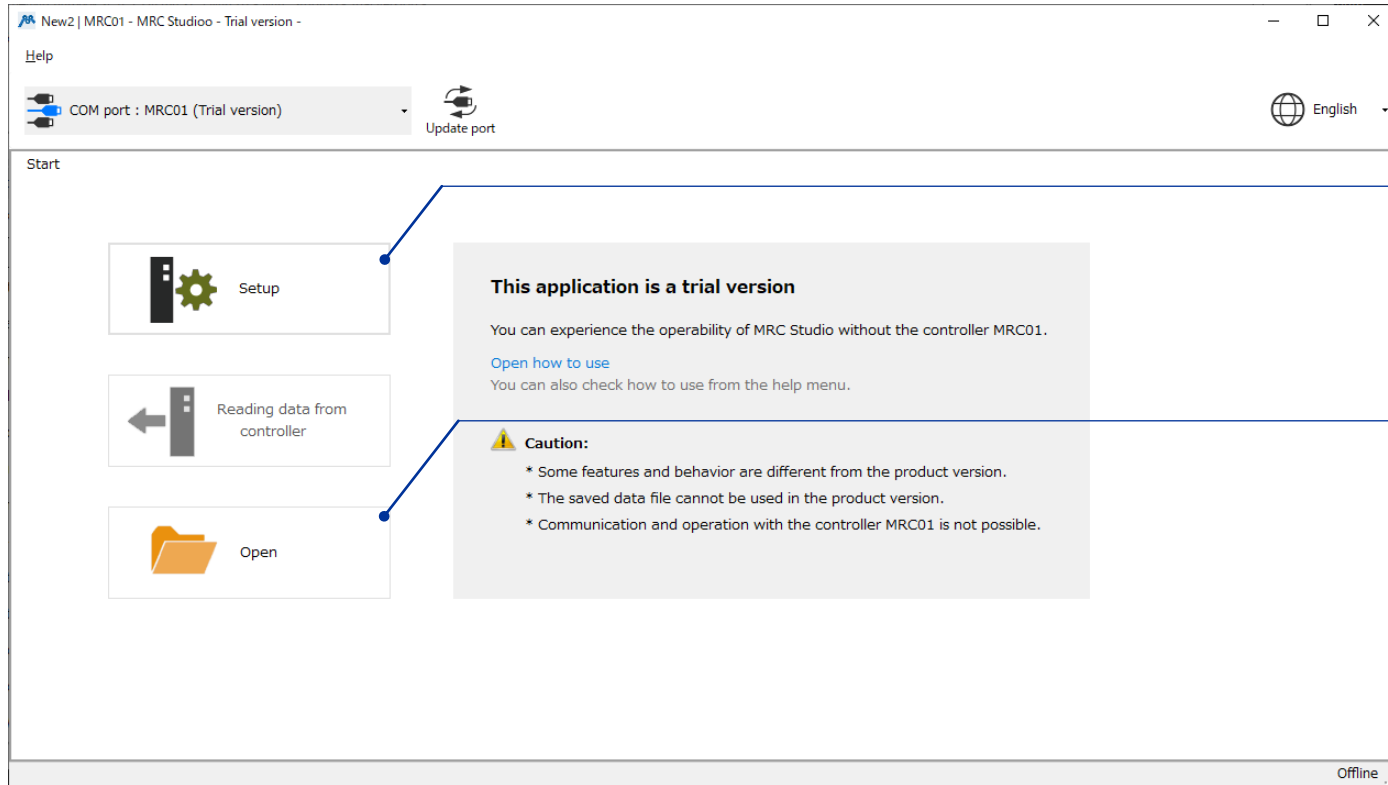 New2 | MRC01 - MRC Studioo - Trial version -
Help
COM port : MRC01 (Trial version)
Update port
English
Start
Setup
This application is a trial version
You can experience the operability of MRC Studio without the controller MRC01.
Open how to use
You can also check how to use from the help menu.
Reading data from
controller
Caution:
* Some features and behavior are different from the product version.
* The saved data file cannot be used in the product version.
* Communication and operation with the controller MRC01 is not possible.
Open
Offline